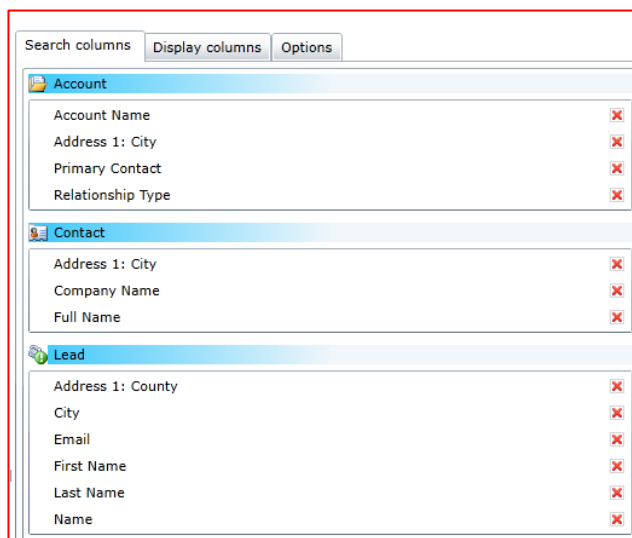 Search columns Display columns Options
Account
Account Name
Address 1: City
Primary Contact
Relationship Type
Contact
Address 1: City
Company Name
Full Name
Lead
Address 1: County
City
Email
First Name
Last Name
Name